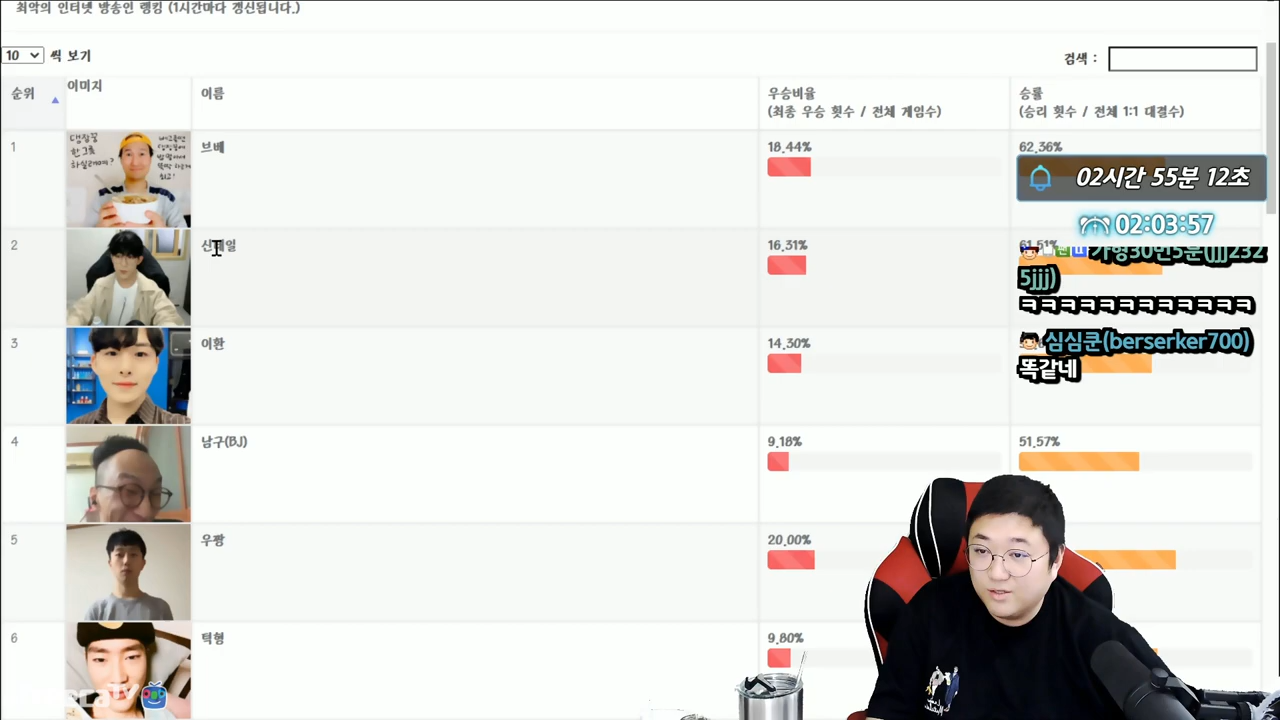 최악의 인터넷 방송인 랭킹 (1시간마다 갱신됩니다.)
10 씩 보기
검색 :
순위 이미지 이름 우승비율 승률
(최종 우승 횟수 / 전체 게임수) (승리 횟수 / 전체 1:1 대결수)
1 브베 18.44% 62.36%
02시간 55분 12초
02:03:57
2 16.31% 61.51%
5jjj)
ㅋㅋㅋㅋㅋㅋㅋㅋㅋㅋㅋㅋ
3 이환 14.30%
심심쿤(berserker700)
똑같네
4 남구(BJ) 9.18% 51.57%
5 우짱 20.00%
6 턱형 9.80%